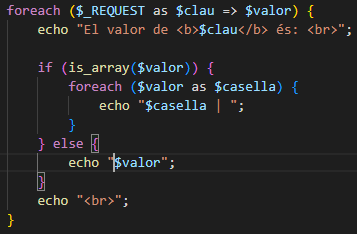 foreach ($_REQUEST as $clau => $valor) {
    echo "El valor de <b>$clau</b> és: <br>";

    if (is_array($valor)) {
        foreach ($valor as $casella) {
            echo "$casella | ";
        }
    } else {
        echo "$valor";
    }
    echo "<br>";
}